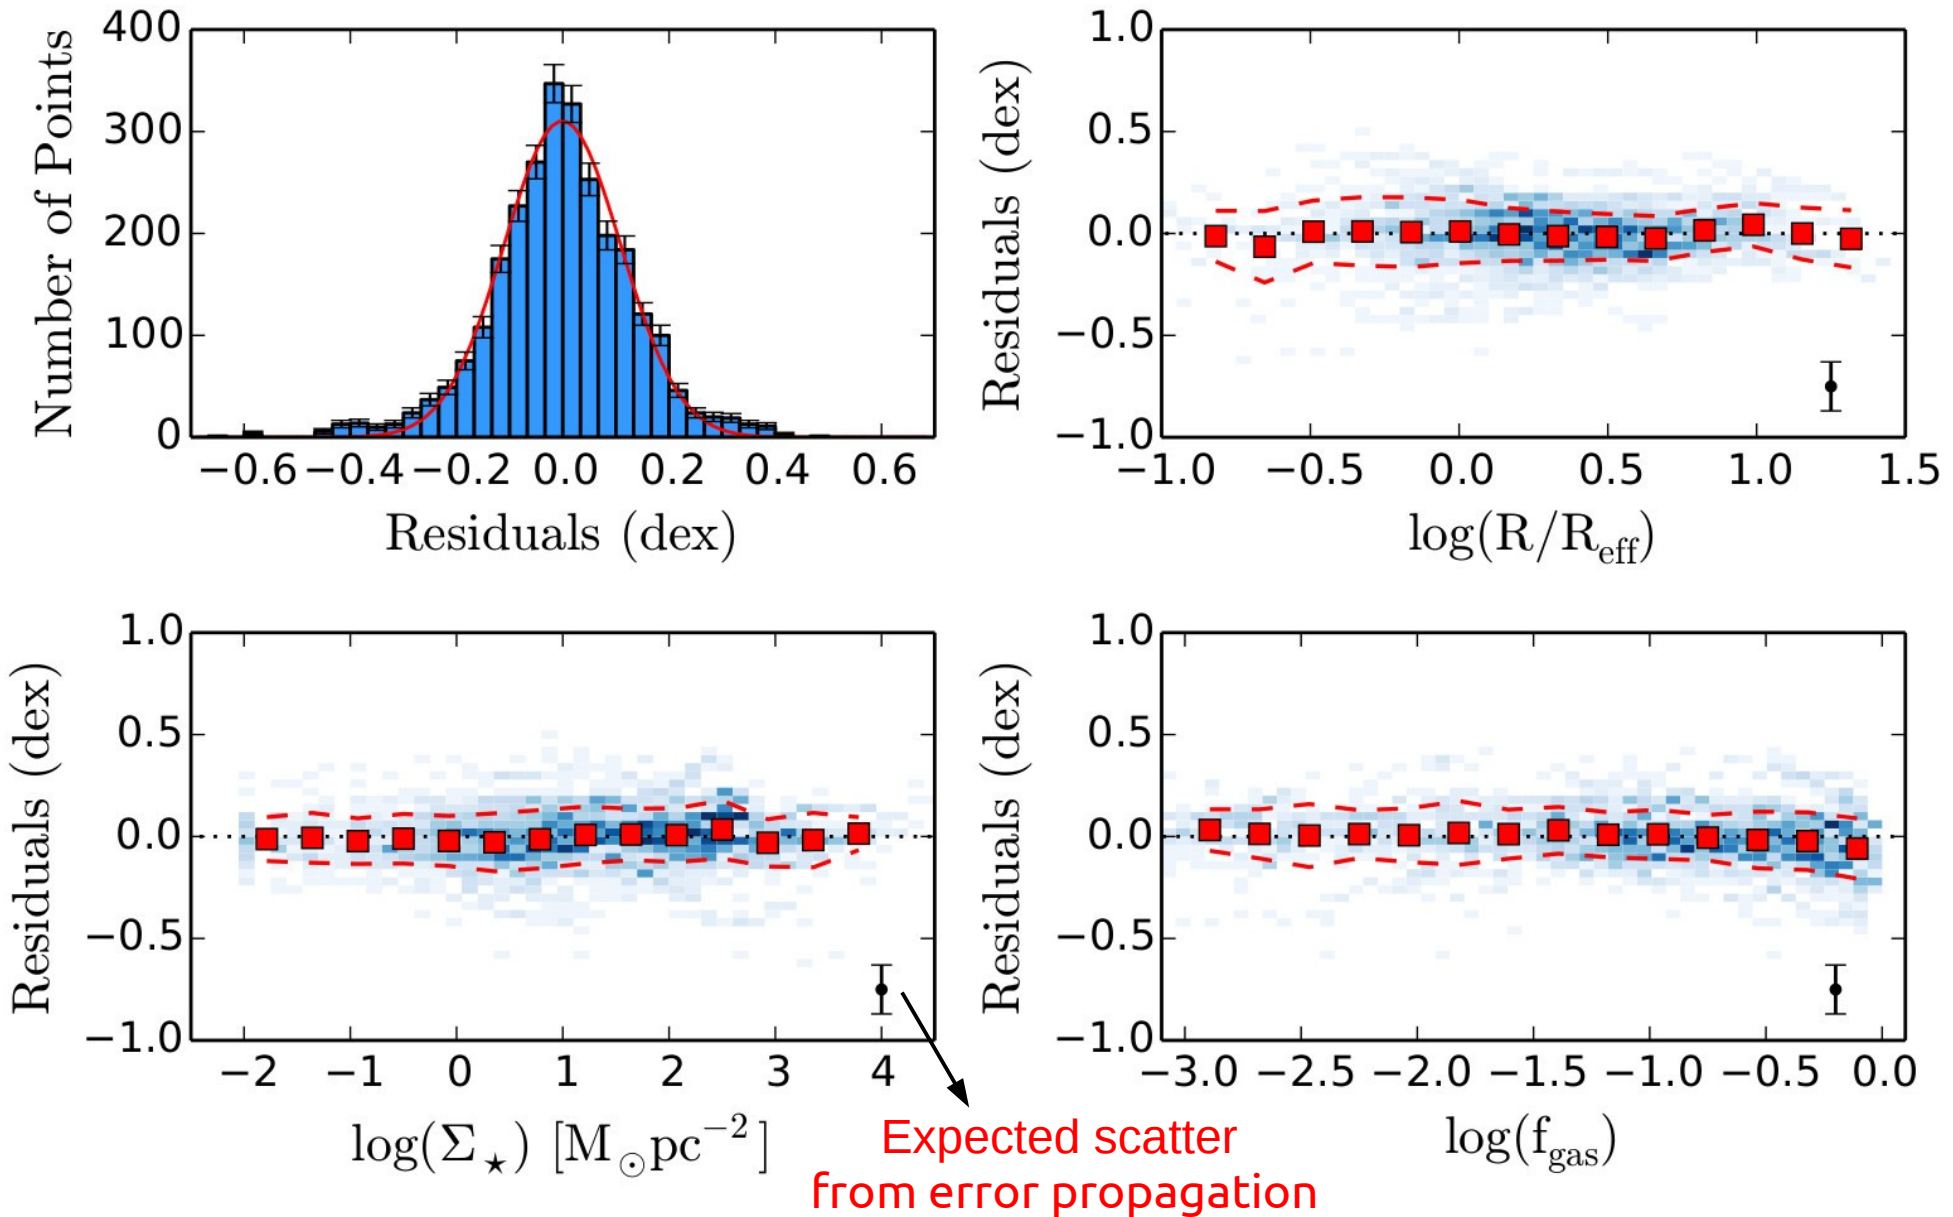 400
300
200
100
0
Number of Points
−0.6 −0.4 −0.2 0.0 0.2 0.4 0.6
Residuals (dex)
1.0
0.5
0.0
−0.5
−1.0
Residuals (dex)
−1.0 −0.5 0.0 0.5 1.0 1.5
log(R/R_eff)
1.0
0.5
0.0
−0.5
−1.0
Residuals (dex)
−2 −1 0 1 2 3 4
log(Σ⋆) [M⊙pc⁻²]
1.0
0.5
0.0
−0.5
−1.0
Residuals (dex)
−3.0 −2.5 −2.0 −1.5 −1.0 −0.5 0.0
log(f_gas)
Expected scatter
from error propagation